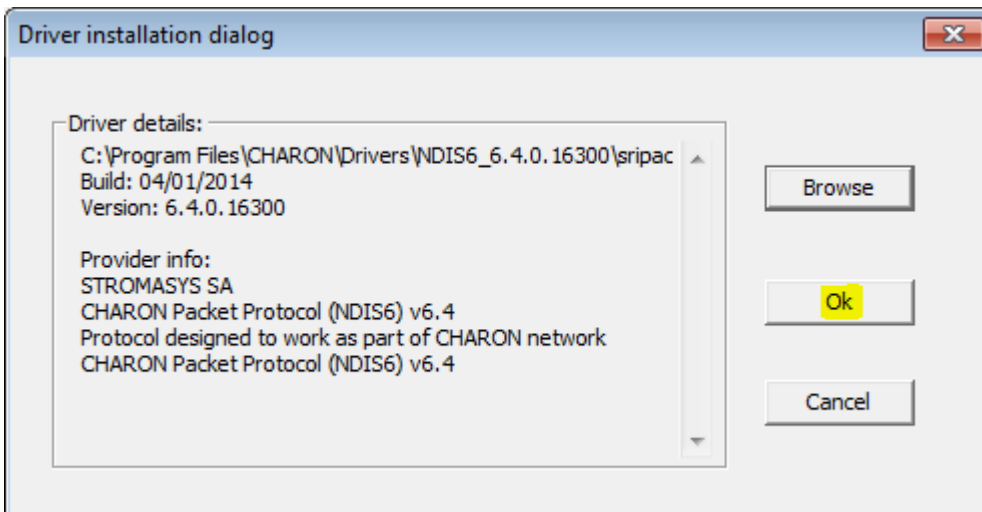 Driver installation dialog
Driver details:
C:\Program Files\CHARON\Drivers\NDIS6_6.4.0.16300\sripac
Build: 04/01/2014
Version: 6.4.0.16300
Provider info:
STROMASYS SA
CHARON Packet Protocol (NDIS6) v6.4
Protocol designed to work as part of CHARON network
CHARON Packet Protocol (NDIS6) v6.4
Browse
Ok
Cancel